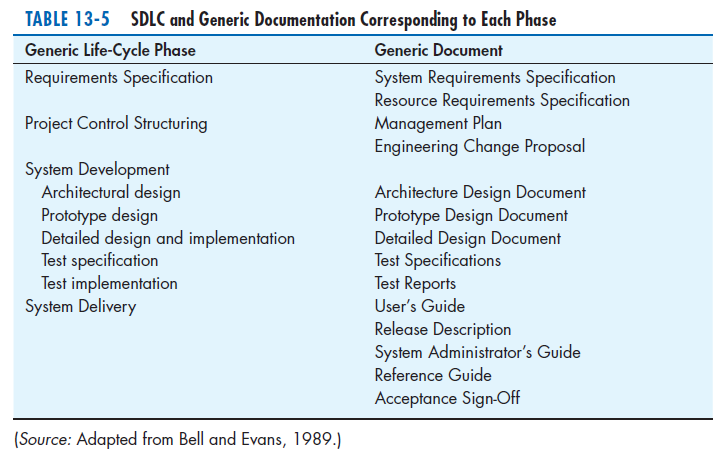 TABLE 13-5 SDLC and Generic Documentation Corresponding to Each Phase
Generic Life-Cycle Phase Generic Document
Requirements Specification System Requirements Specification
Resource Requirements Specification
Project Control Structuring Management Plan
Engineering Change Proposal
System Development
Architectural design Architecture Design Document
Prototype design Prototype Design Document
Detailed design and implementation Detailed Design Document
Test specification Test Specifications
Test implementation Test Reports
System Delivery User's Guide
Release Description
System Administrator's Guide
Reference Guide
Acceptance Sign-Off
(Source: Adapted from Bell and Evans, 1989.)